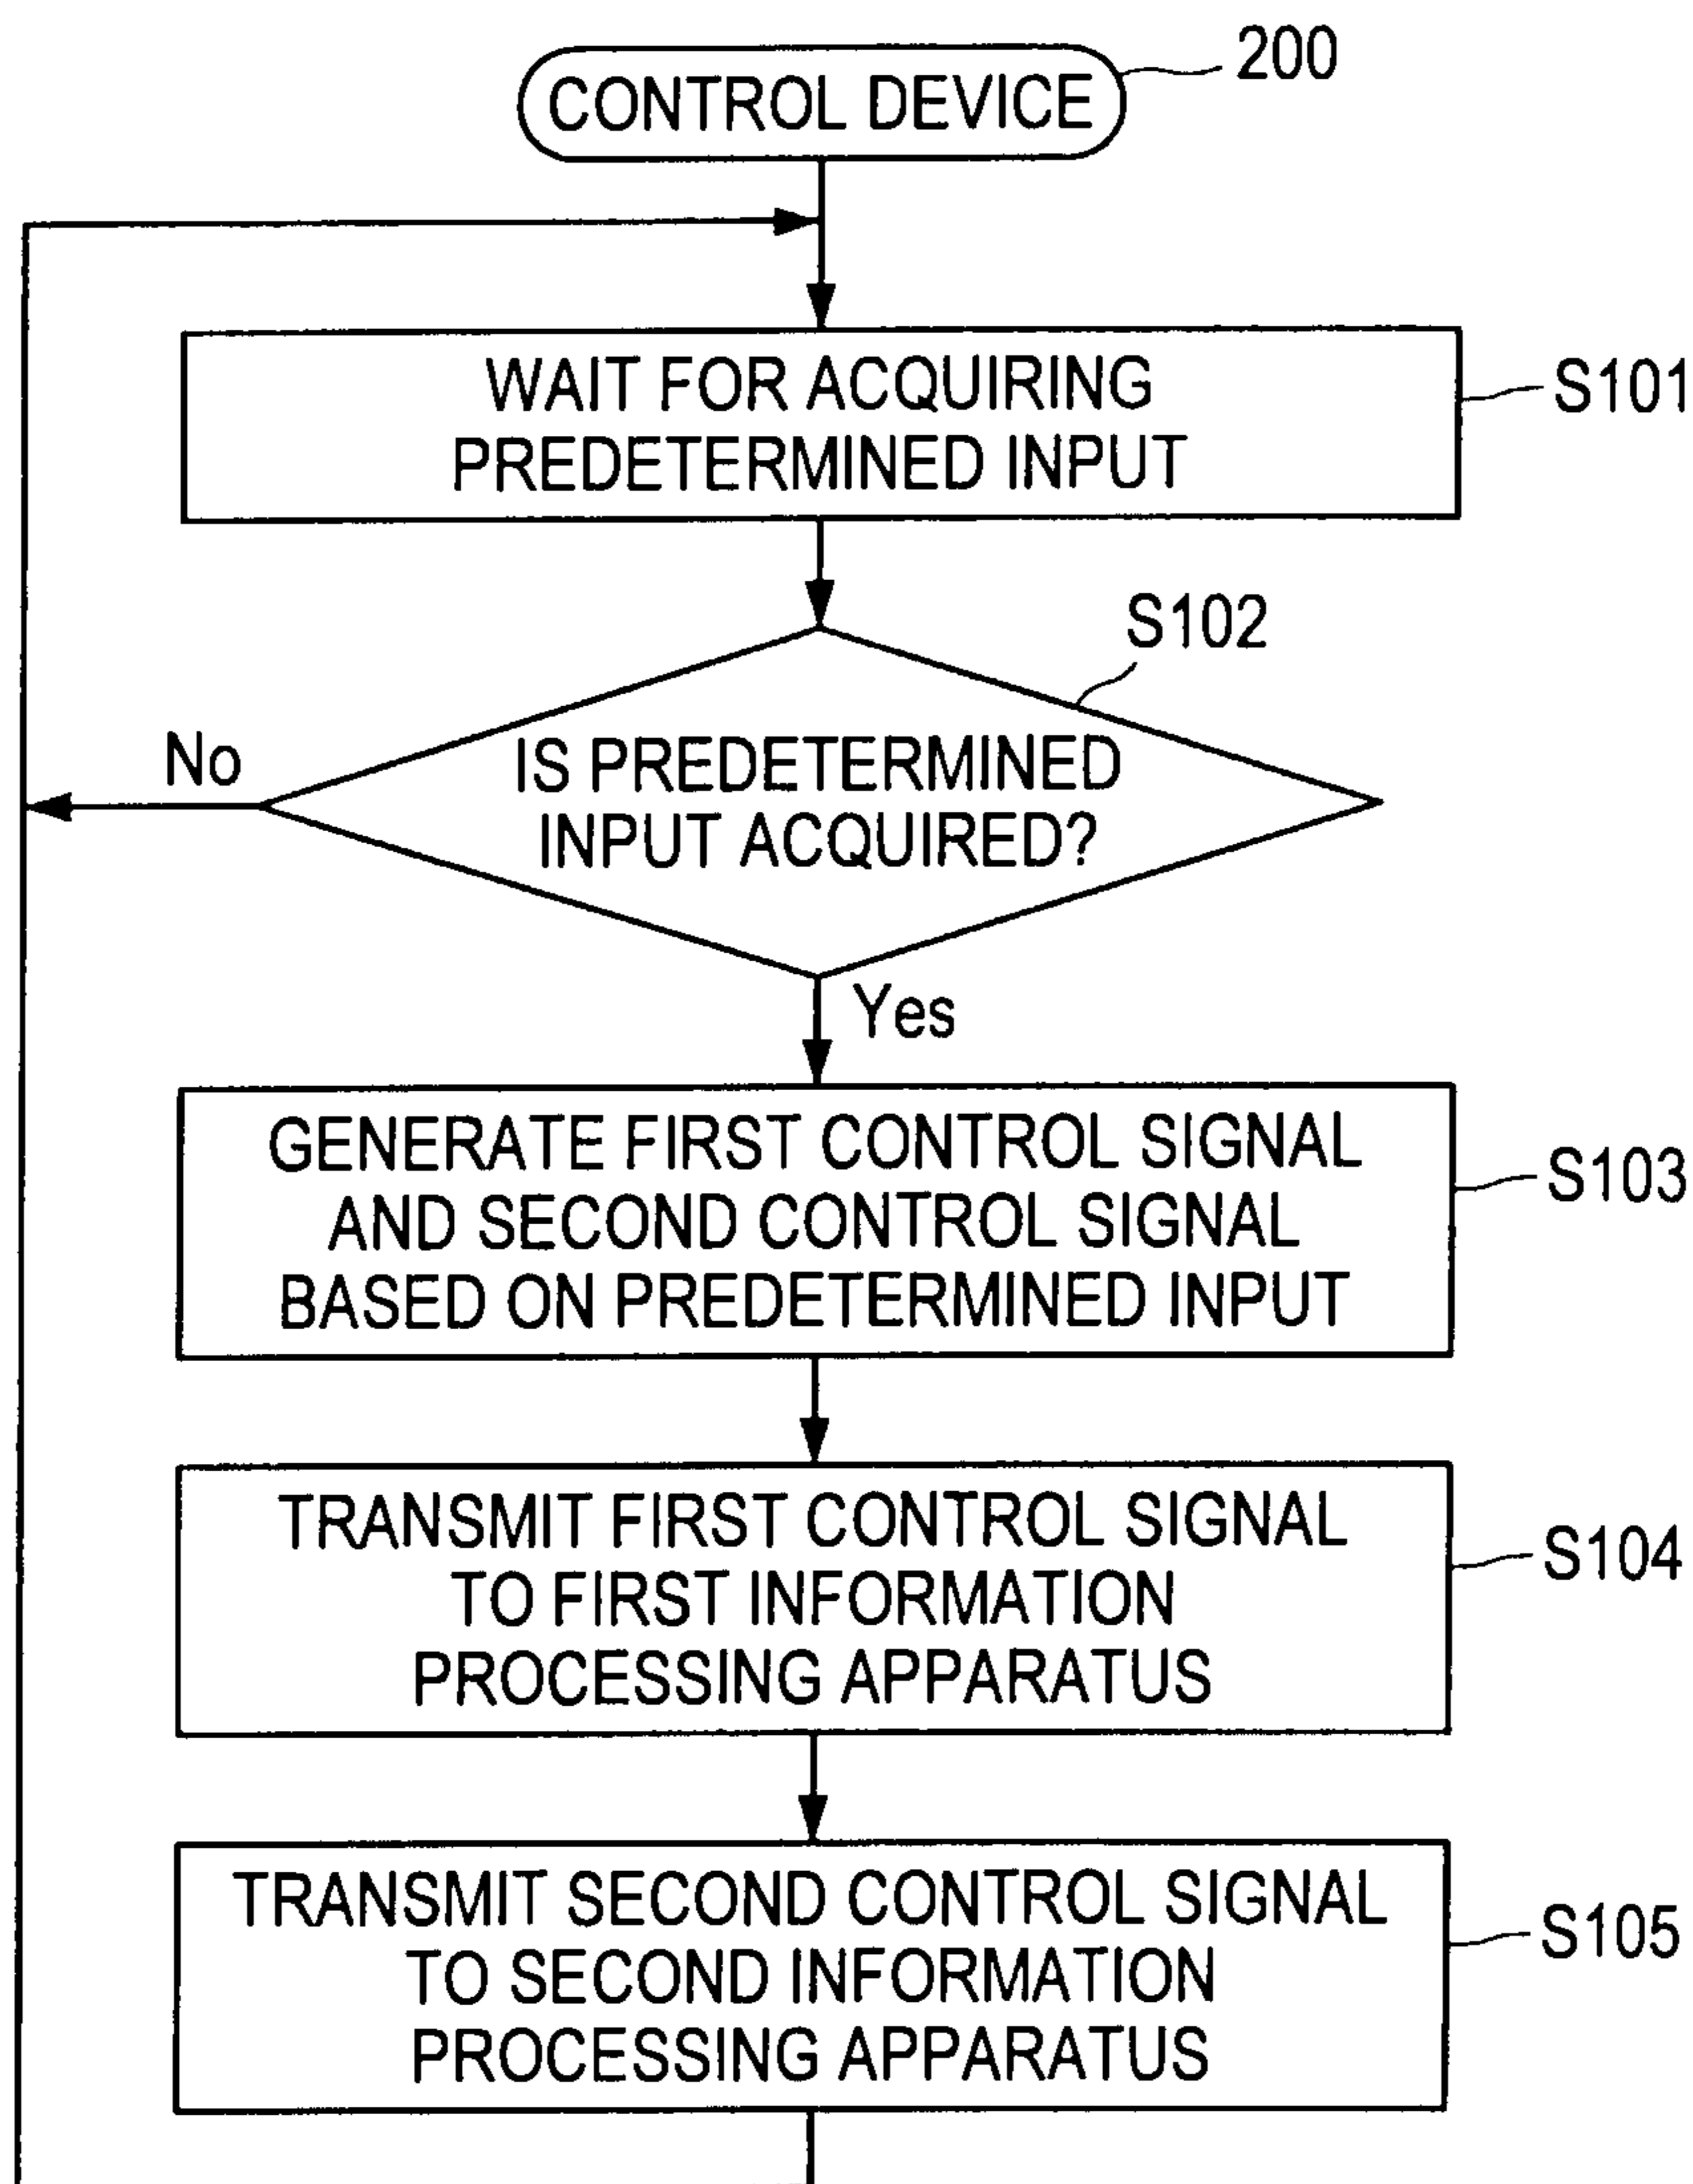 200
CONTROL DEVICE
WAIT FOR ACQUIRING
PREDETERMINED INPUT
S101
S102
No
IS PREDETERMINED
INPUT ACQUIRED?
Yes
GENERATE FIRST CONTROL SIGNAL
AND SECOND CONTROL SIGNAL
BASED ON PREDETERMINED INPUT
S103
TRANSMIT FIRST CONTROL SIGNAL
TO FIRST INFORMATION
PROCESSING APPARATUS
S104
TRANSMIT SECOND CONTROL SIGNAL
TO SECOND INFORMATION
PROCESSING APPARATUS
S105